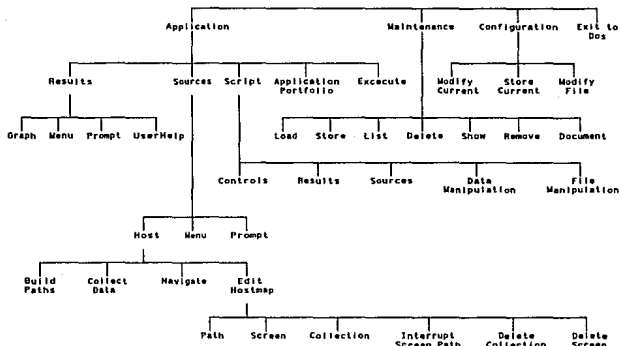 Application
Maintenance
Configuration
Exit to
Dos
Results
Sources
Script
Application
Portfolio
Excecute
Modify
Current
Store
Current
Modify
File
Graph
Menu
Prompt
UserHelp
Load
Store
List
Delete
Show
Remove
Document
Controls
Results
Sources
Data
Manipulation
File
Manipulation
Host
Menu
Prompt
Build
Paths
Collect
Data
Navigate
Edit
Hostmap
Path
Screen
Collection
Interrupt
Screen Path
Delete
Collection
Delete
Screen